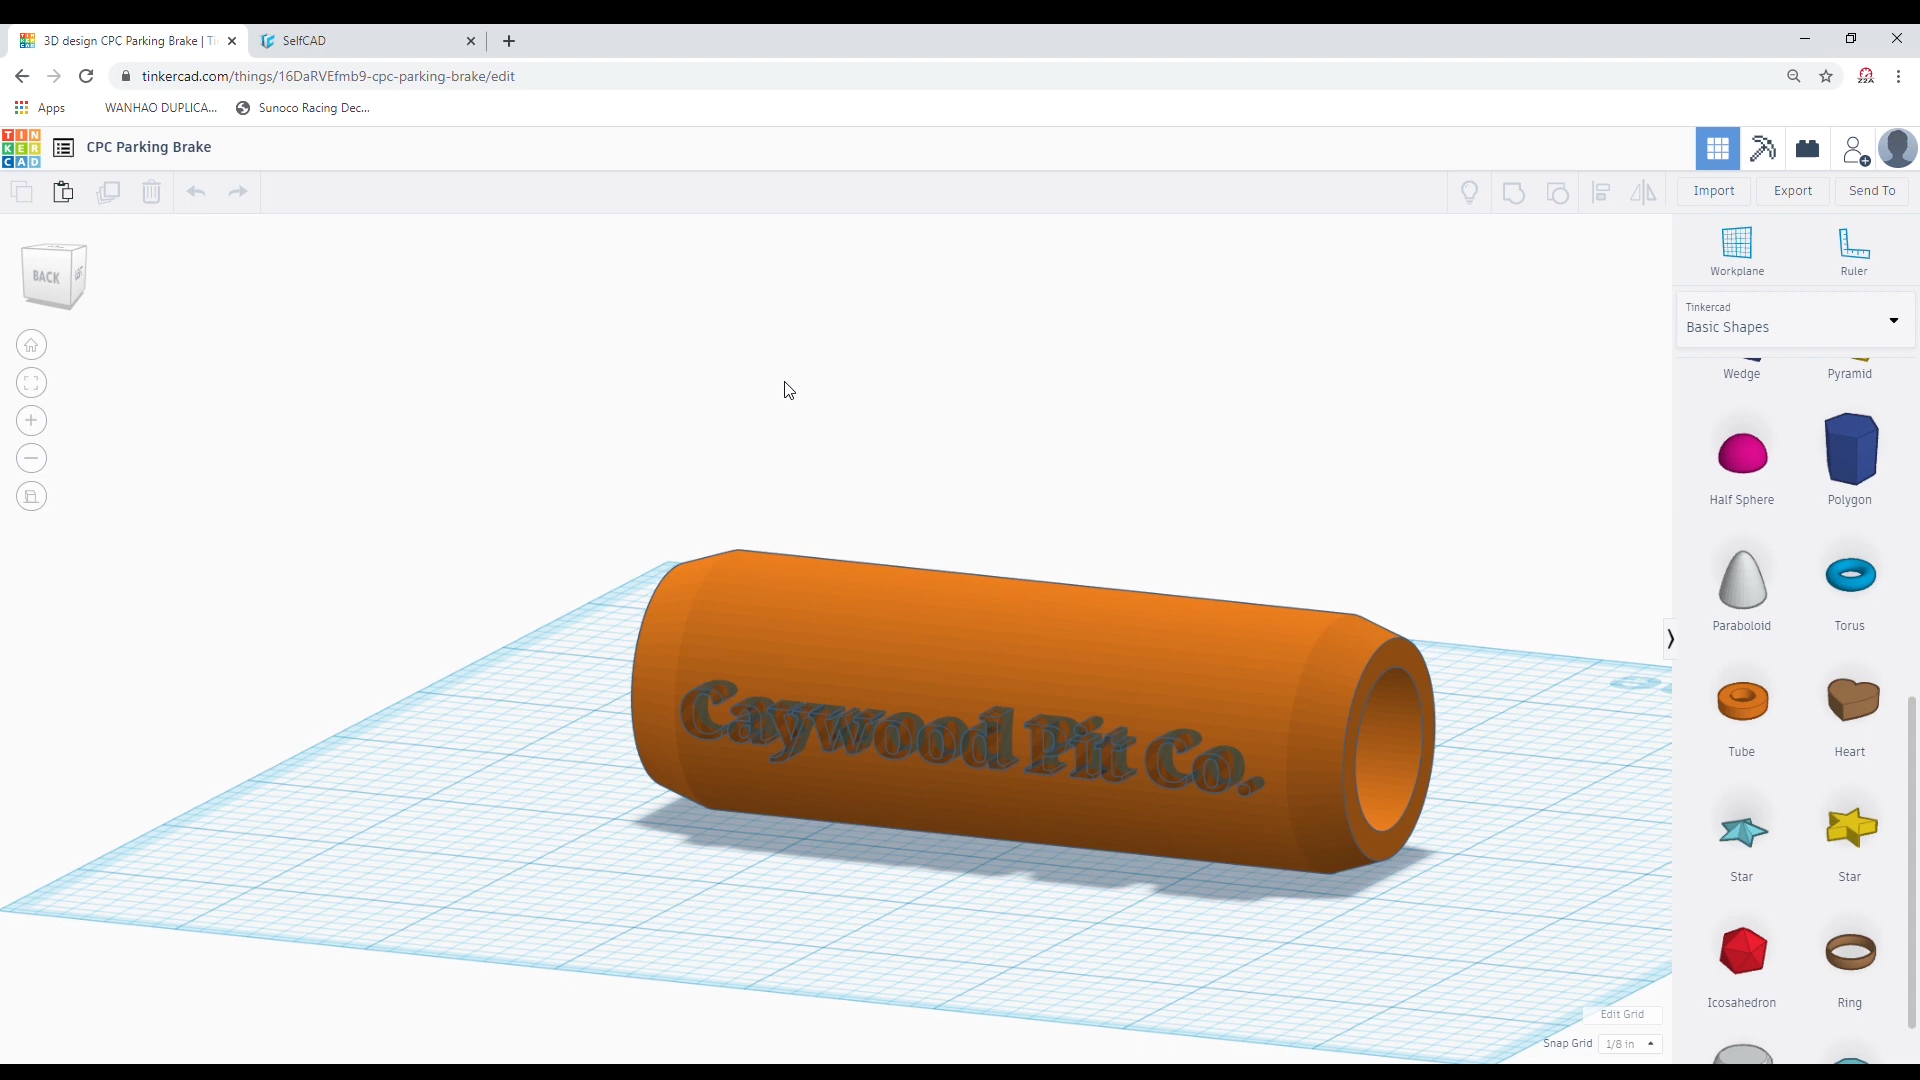 3D design CPC Parking Brake | Ti
SelfCAD
tinkercad.com/things/16DaRVEfmb9-cpc-parking-brake/edit
Apps
WANHAO DUPLICA...
Sunoco Racing Dec...
TIN
KER
CAD
CPC Parking Brake
Import
Export
Send To
BACK
Workplane
Ruler
Tinkercad
Basic Shapes
Wedge
Pyramid
Half Sphere
Polygon
Paraboloid
Torus
Tube
Heart
Caywood Pit Co.
Star
Star
Icosahedron
Ring
Edit Grid
Snap Grid 1/8 in